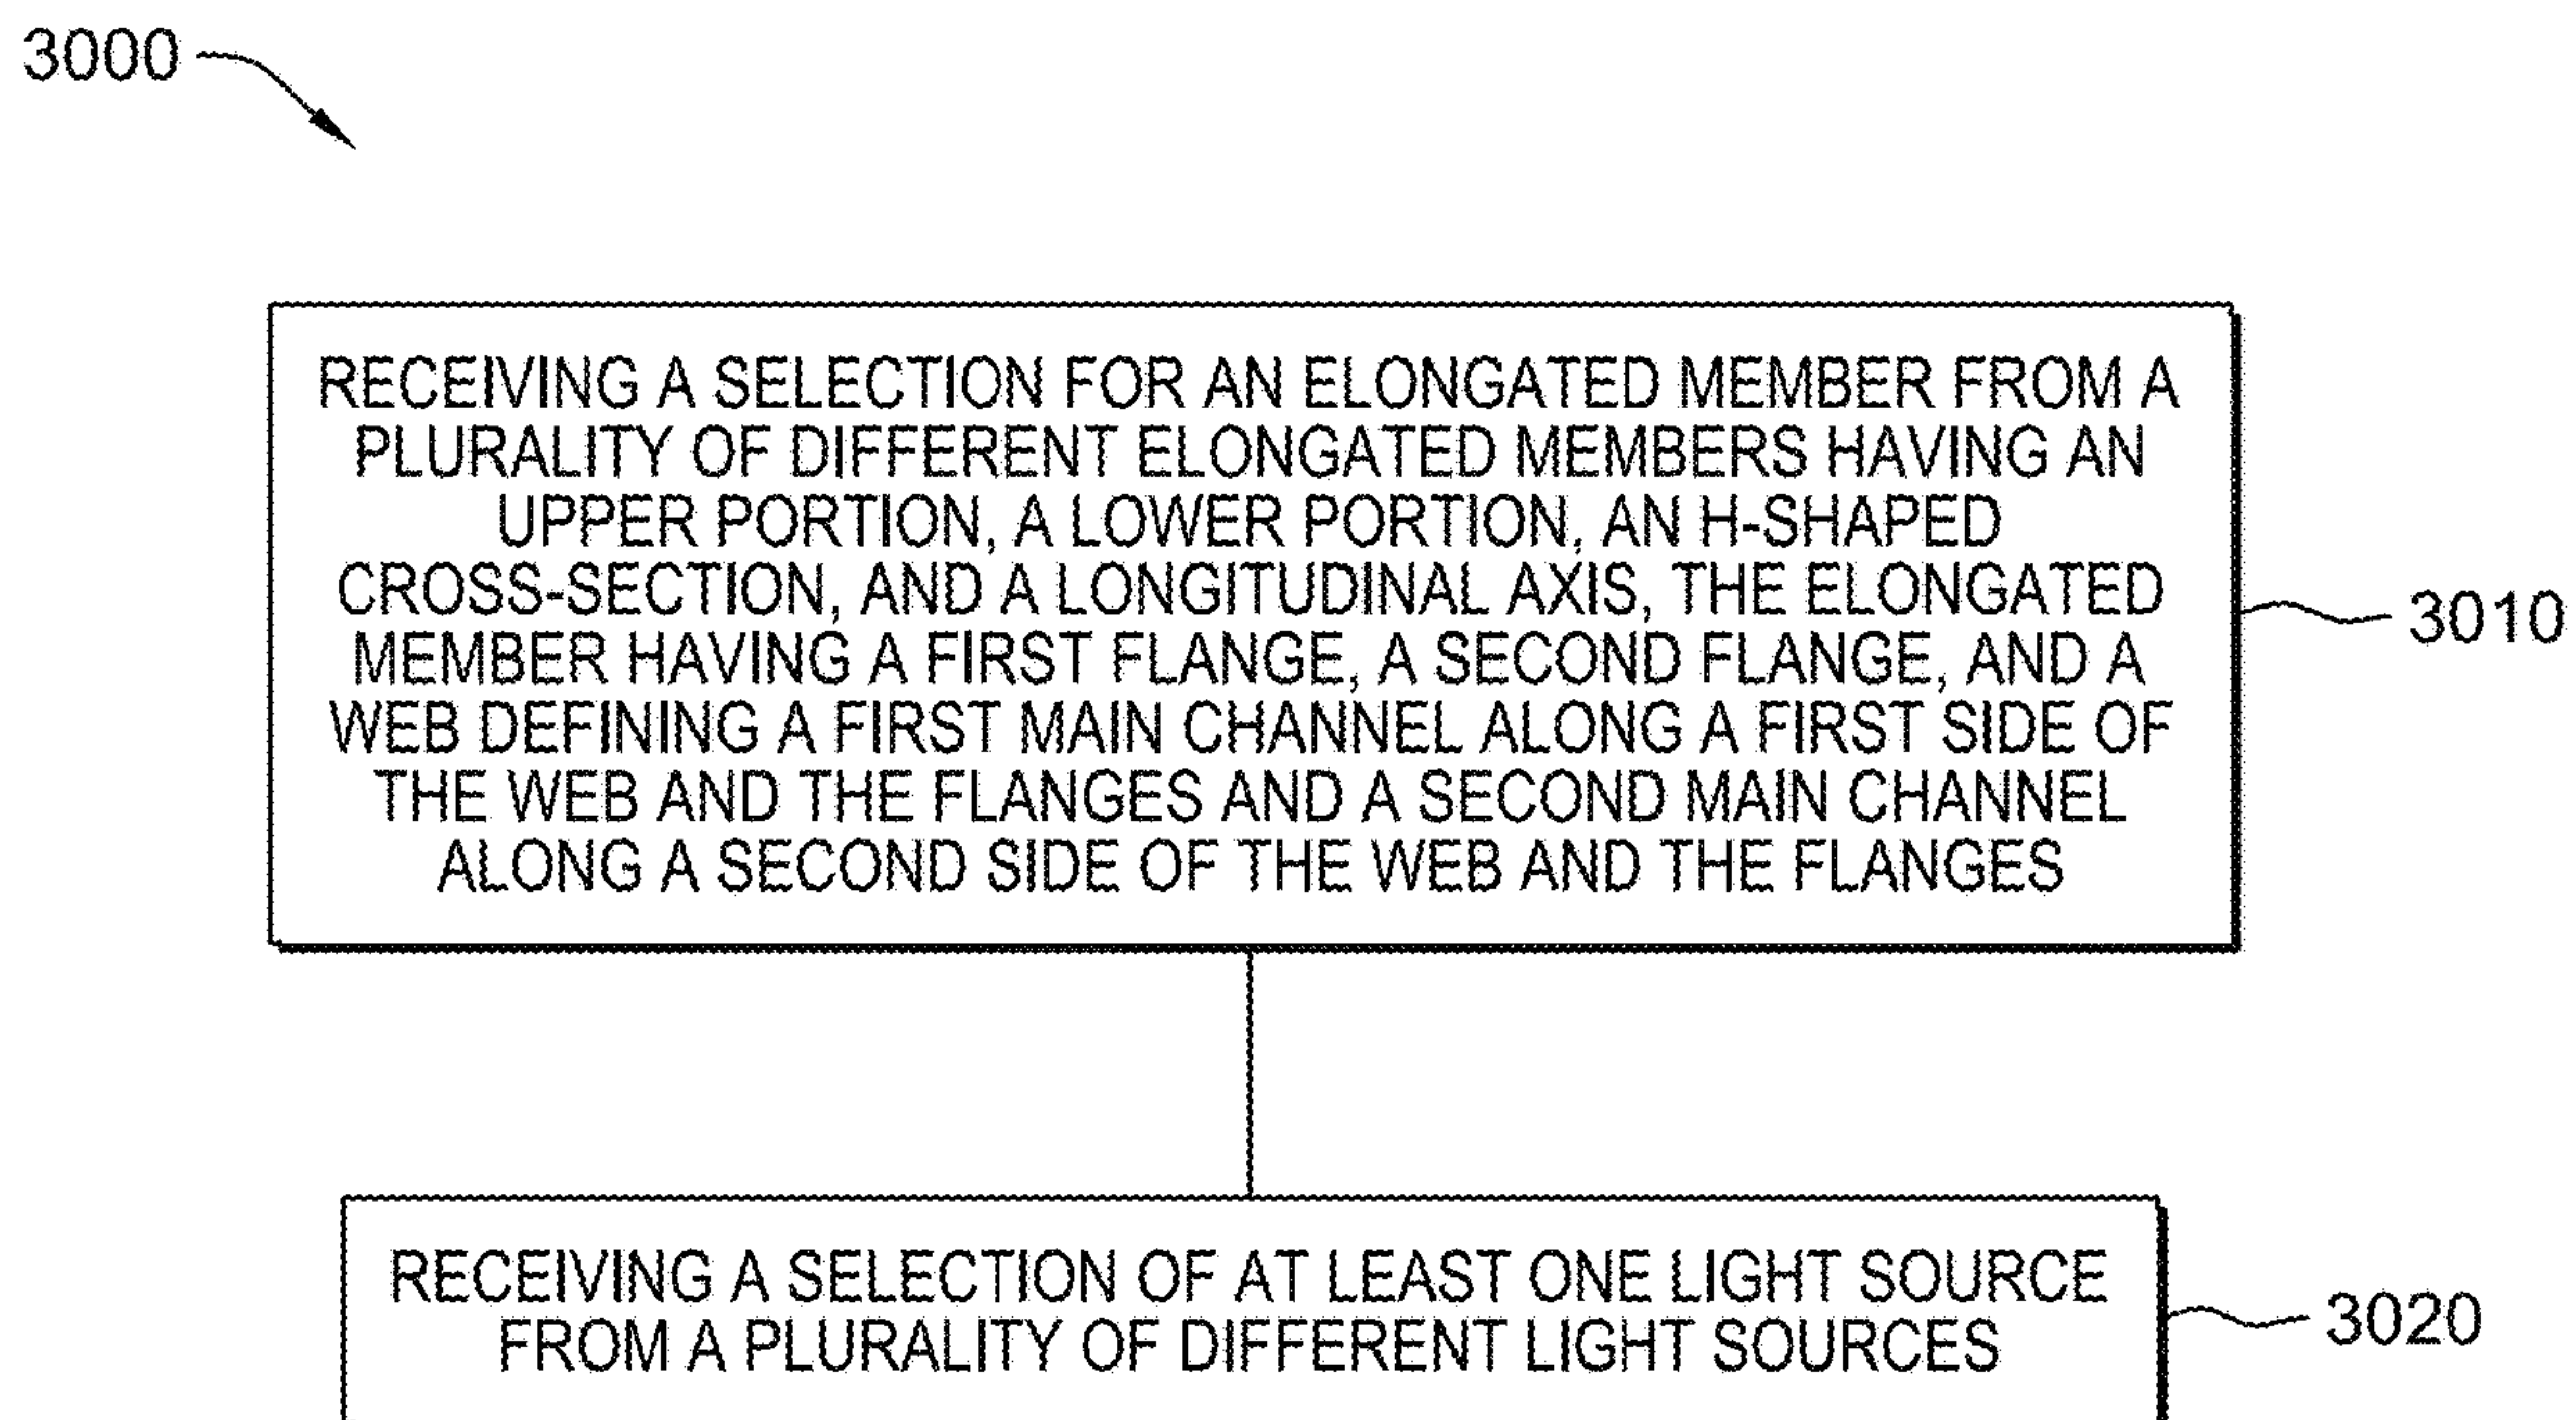 3000
RECEIVING A SELECTION FOR AN ELONGATED MEMBER FROM A
PLURALITY OF DIFFERENT ELONGATED MEMBERS HAVING AN
UPPER PORTION, A LOWER PORTION, AN H-SHAPED
CROSS-SECTION, AND A LONGITUDINAL AXIS, THE ELONGATED
MEMBER HAVING A FIRST FLANGE, A SECOND FLANGE, AND A
WEB DEFINING A FIRST MAIN CHANNEL ALONG A FIRST SIDE OF
THE WEB AND THE FLANGES AND A SECOND MAIN CHANNEL
ALONG A SECOND SIDE OF THE WEB AND THE FLANGES
3010
RECEIVING A SELECTION OF AT LEAST ONE LIGHT SOURCE
FROM A PLURALITY OF DIFFERENT LIGHT SOURCES
3020